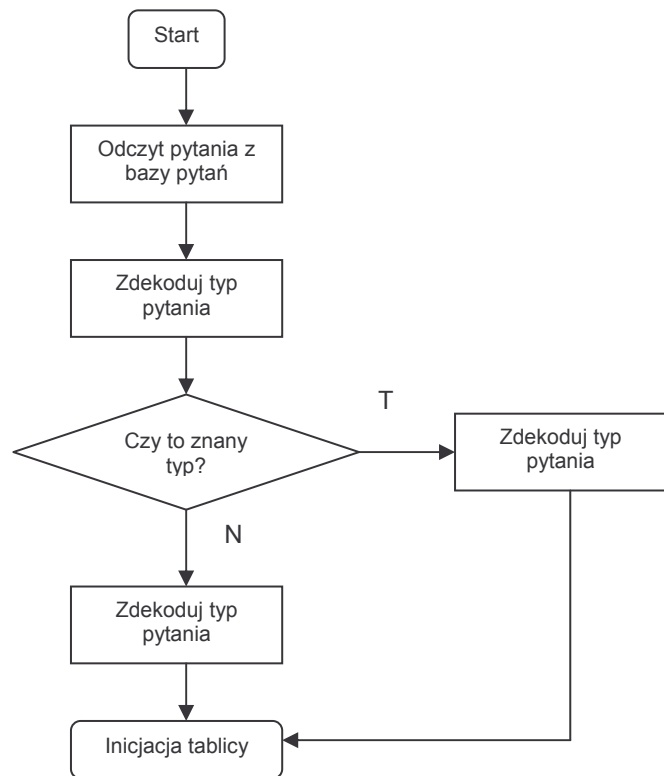 Start
Odczyt pytania z
bazy pytań
Zdekoduj typ
pytania
Czy to znany
typ?
T
Zdekoduj typ
pytania
N
Zdekoduj typ
pytania
Inicjacja tablicy